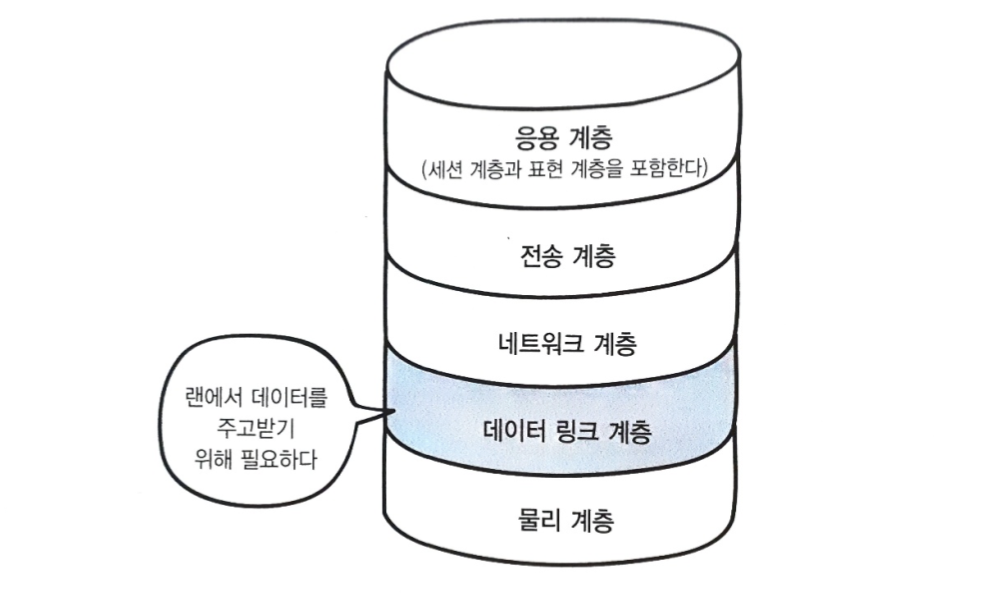 응용 계층
(세션 계층과 표현 계층을 포함한다)
전송 계층
네트워크 계층
데이터 링크 계층
물리 계층
랜에서 데이터를
주고받기
위해 필요하다